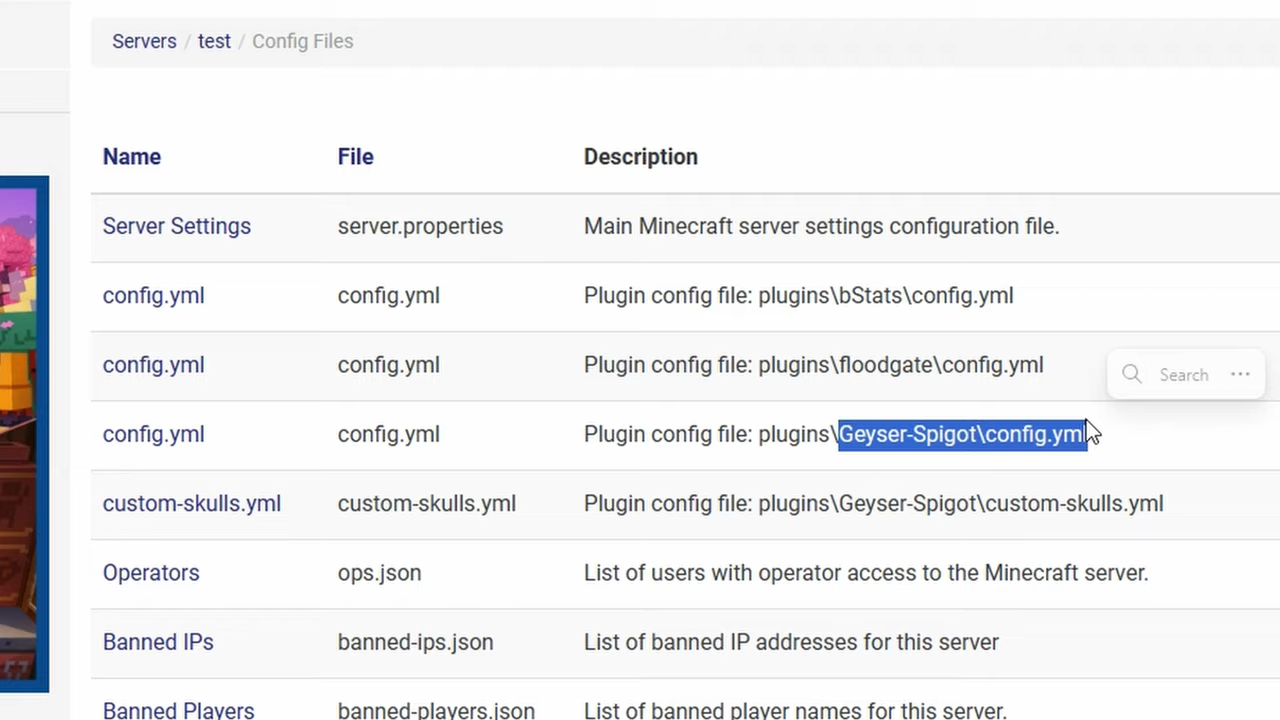 Servers / test / Config Files
Name File Description
Server Settings server.properties Main Minecraft server settings configuration file.
config.yml config.yml Plugin config file: plugins\bStats\config.yml
config.yml config.yml Plugin config file: plugins\floodgate\config.yml
Search ...
config.yml config.yml Plugin config file: plugins\Geyser-Spigot\config.yml
custom-skulls.yml custom-skulls.yml Plugin config file: plugins\Geyser-Spigot\custom-skulls.yml
Operators ops.json List of users with operator access to the Minecraft server.
Banned IPs banned-ips.json List of banned IP addresses for this server
Banned Players banned-players.json List of banned player names for this server.